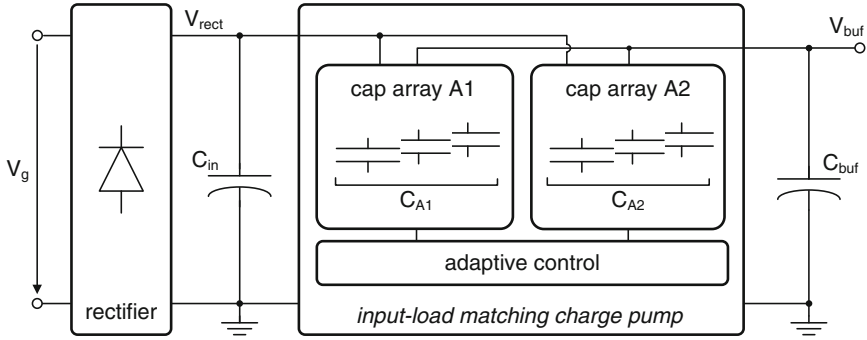 V_rect
V_buf
cap array A1
cap array A2
V_g
C_in
C_A1
C_A2
C_buf
adaptive control
rectifier
input-load matching charge pump